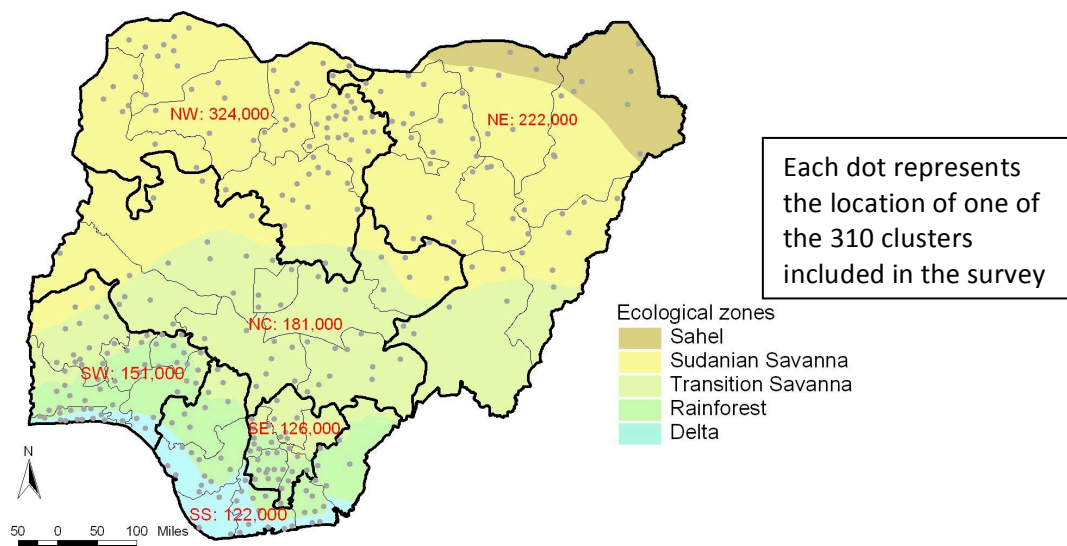 NW: 324,000
NE: 222,000
Each dot represents
the location of one of
the 310 clusters
included in the survey
Ecological zones
Sahel
Sudanian Savanna
Transition Savanna
Rainforest
Delta
NC: 181,000
SW: 151,000
SE: 126,000
SS: 122,000
N
50 0 50 100 Miles